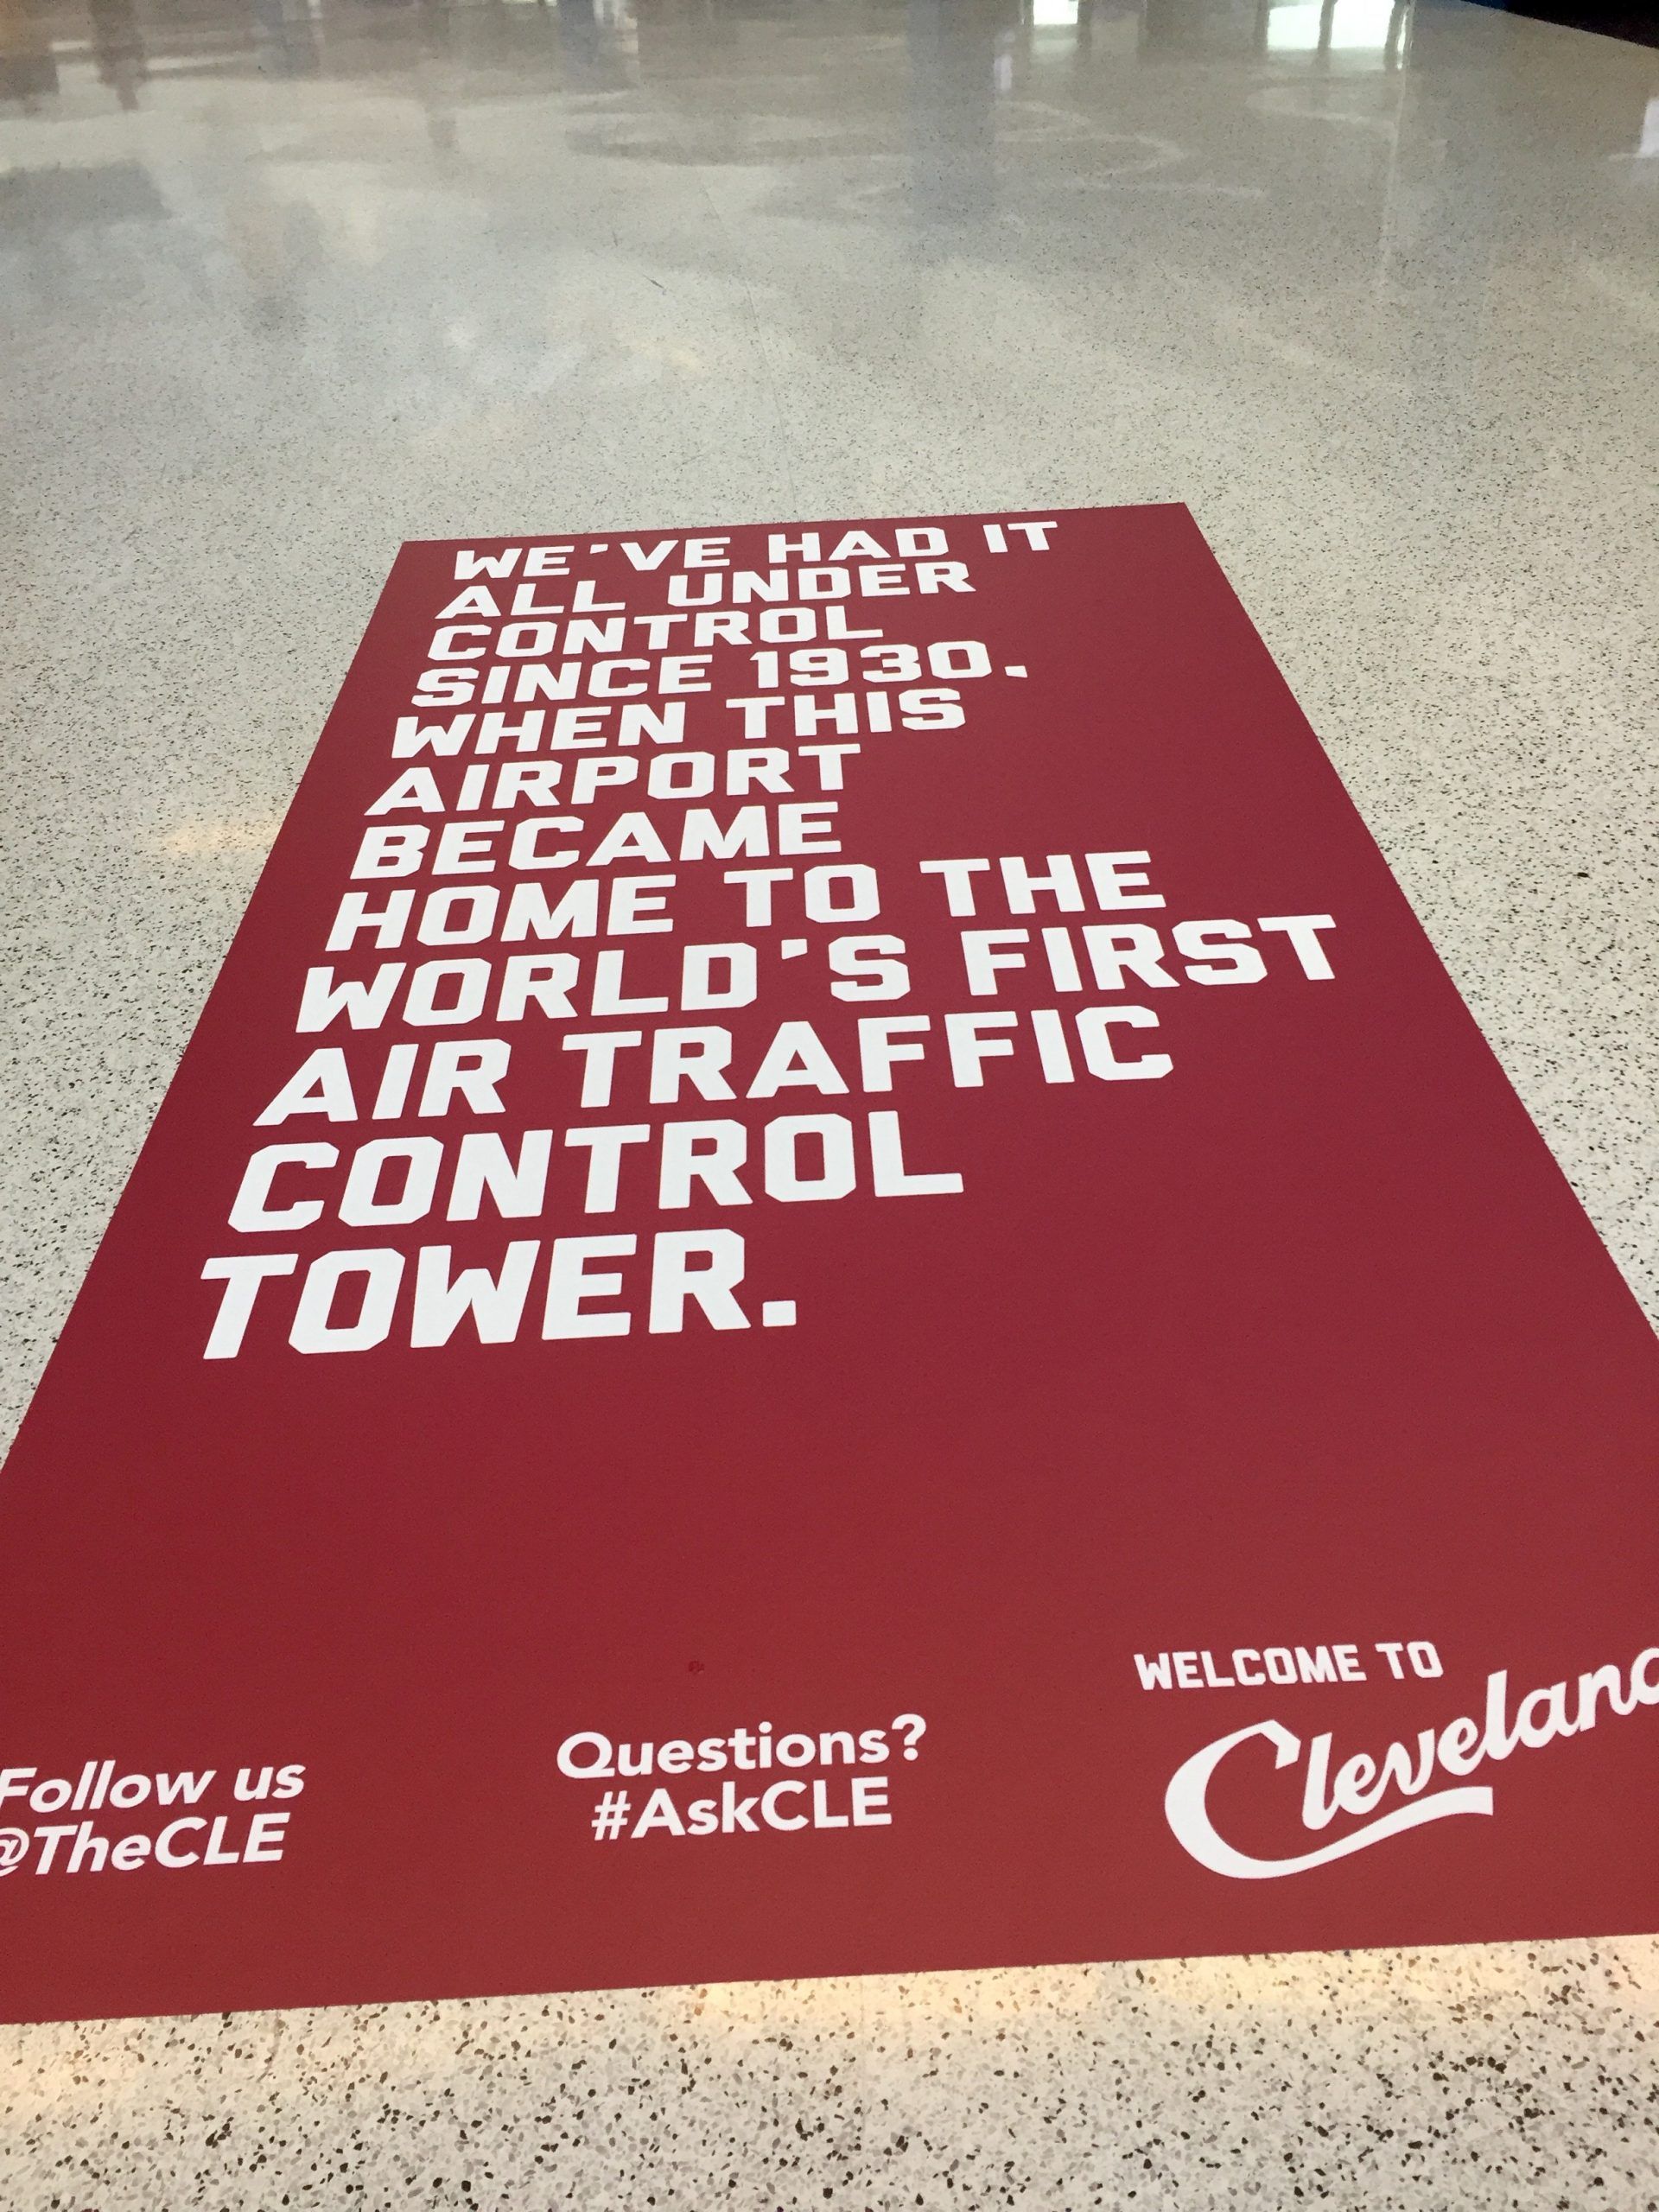 WE'VE HAD IT
ALL UNDER
CONTROL
SINCE 1930.
WHEN THIS
AIRPORT
BECAME
HOME TO THE
WORLD'S FIRST
AIR TRAFFIC
CONTROL
TOWER.
Follow us
@TheCLE
Questions?
#AskCLE
WELCOME TO
Cleveland